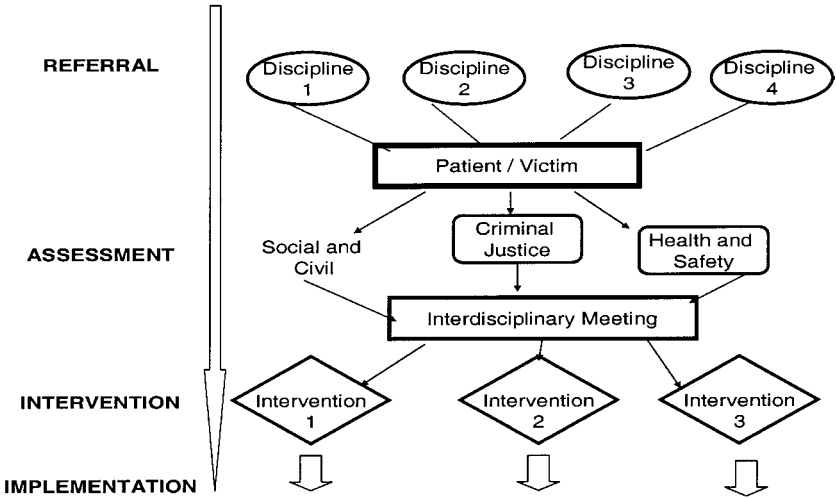 REFERRAL
Discipline
1
Discipline
2
Discipline
3
Discipline
4
Patient / Victim
ASSESSMENT
Social and
Civil
Criminal
Justice
Health and
Safety
Interdisciplinary Meeting
INTERVENTION
Intervention
1
Intervention
2
Intervention
3
IMPLEMENTATION